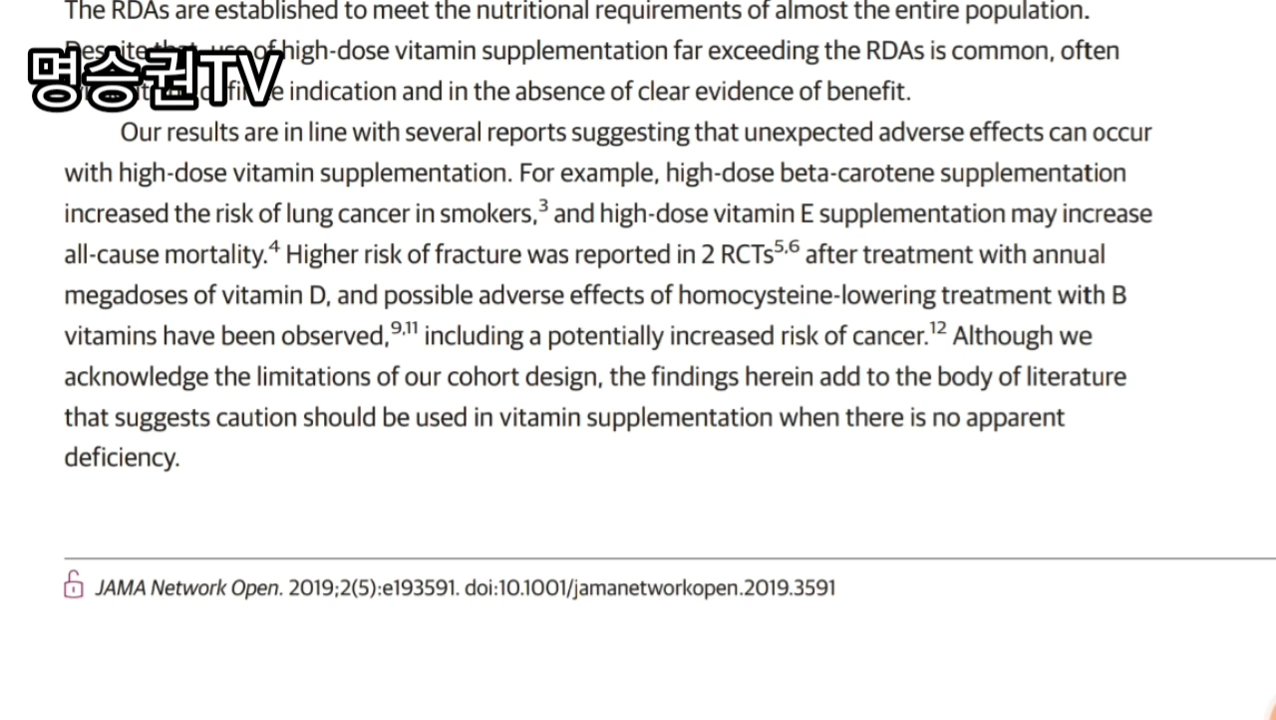 The RDAs are established to meet the nutritional requirements of almost the entire population.
명승권TV
Despite that, use of high-dose vitamin supplementation far exceeding the RDAs is common, often
indication and in the absence of clear evidence of benefit.
Our results are in line with several reports suggesting that unexpected adverse effects can occur
with high-dose vitamin supplementation. For example, high-dose beta-carotene supplementation
increased the risk of lung cancer in smokers,³ and high-dose vitamin E supplementation may increase
all-cause mortality.⁴ Higher risk of fracture was reported in 2 RCTs⁵,⁶ after treatment with annual
megadoses of vitamin D, and possible adverse effects of homocysteine-lowering treatment with B
vitamins have been observed,⁹,¹¹ including a potentially increased risk of cancer.¹² Although we
acknowledge the limitations of our cohort design, the findings herein add to the body of literature
that suggests caution should be used in vitamin supplementation when there is no apparent
deficiency.
JAMA Network Open. 2019;2(5):e193591. doi:10.1001/jamanetworkopen.2019.3591